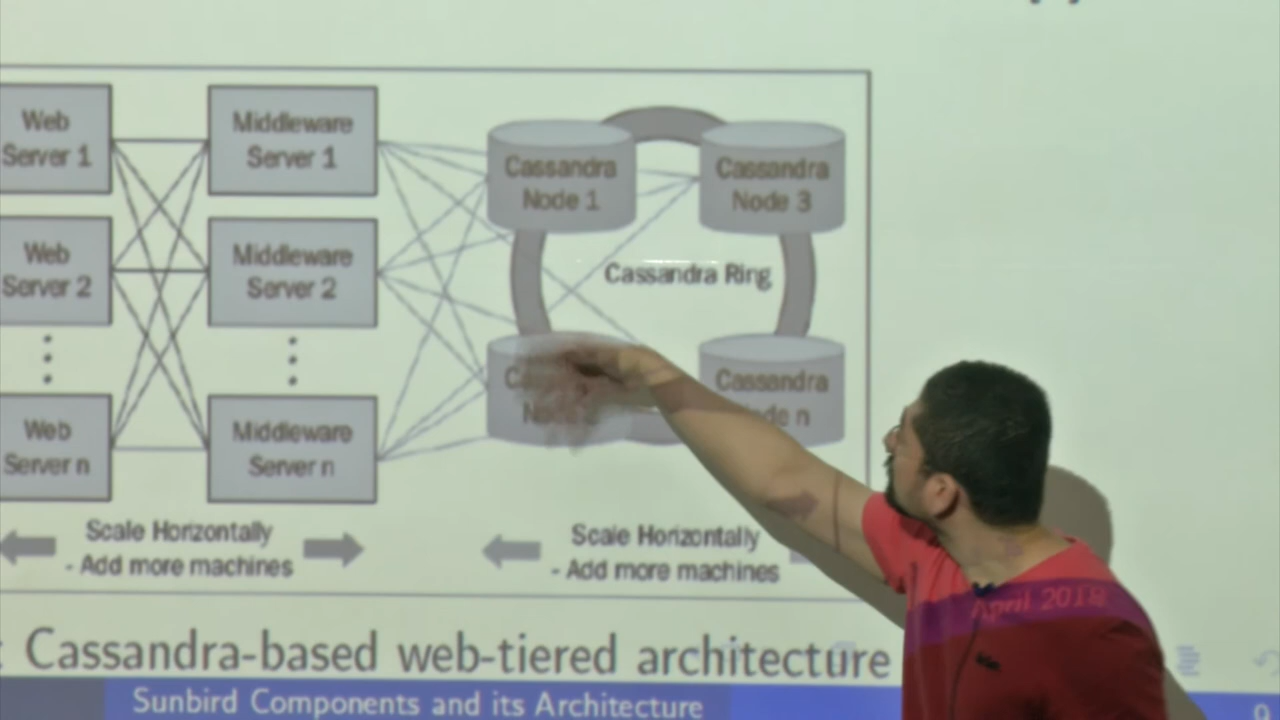 Web
Server 1
Middleware
Server 1
Cassandra
Node 1
Cassandra
Node 3
Web
Server 2
Middleware
Server 2
Cassandra Ring
Web
Server n
Middleware
Server n
Cassandra
Scale Horizontally
- Add more machines
Scale Horizontally
- Add more machines
Cassandra-based web-tiered architecture
Sunbird Components and its Architecture
April 2018
9